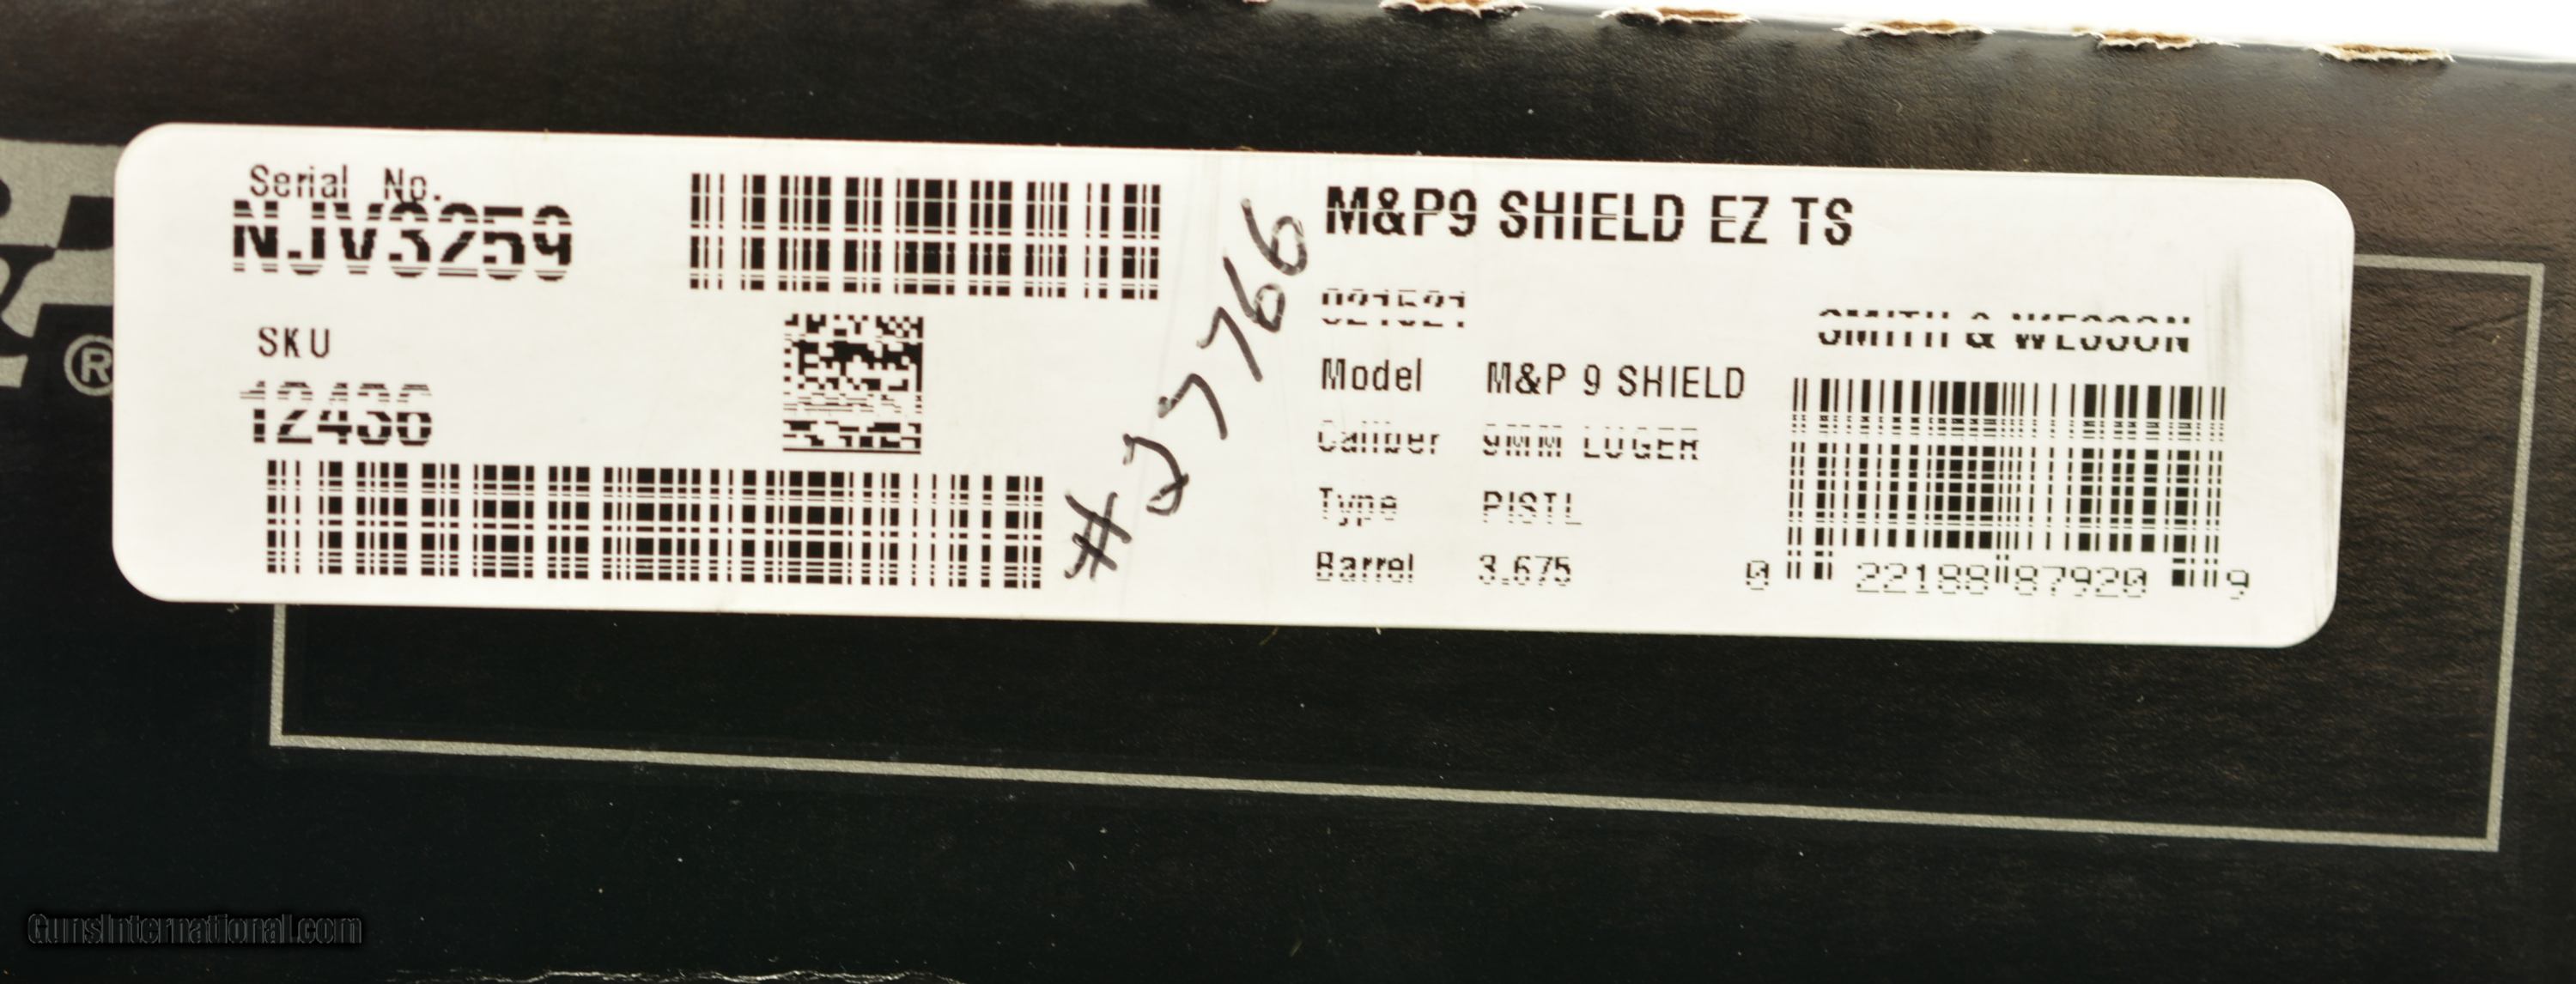 Serial No.
NJV3259
SKU
12436
M&P9 SHIELD EZ TS
021521
SMITH & WESSON
Model M&P 9 SHIELD
Caliber 9MM LUGER
Type PISTL
Barrel 3.675
0 22188 87920 9
®
GunsInternational.com